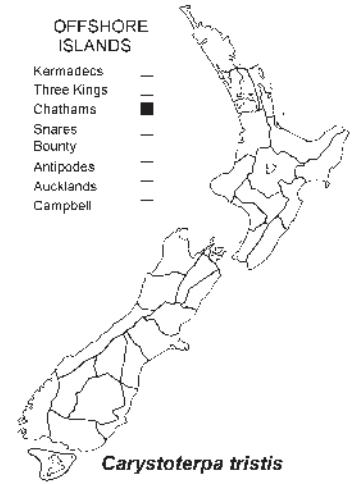 OFFSHORE
ISLANDS
Kermadecs
Three Kings
Chathams
Snares
Bounty
Antipodes
Aucklands
Campbell
Carystoterpa tristis